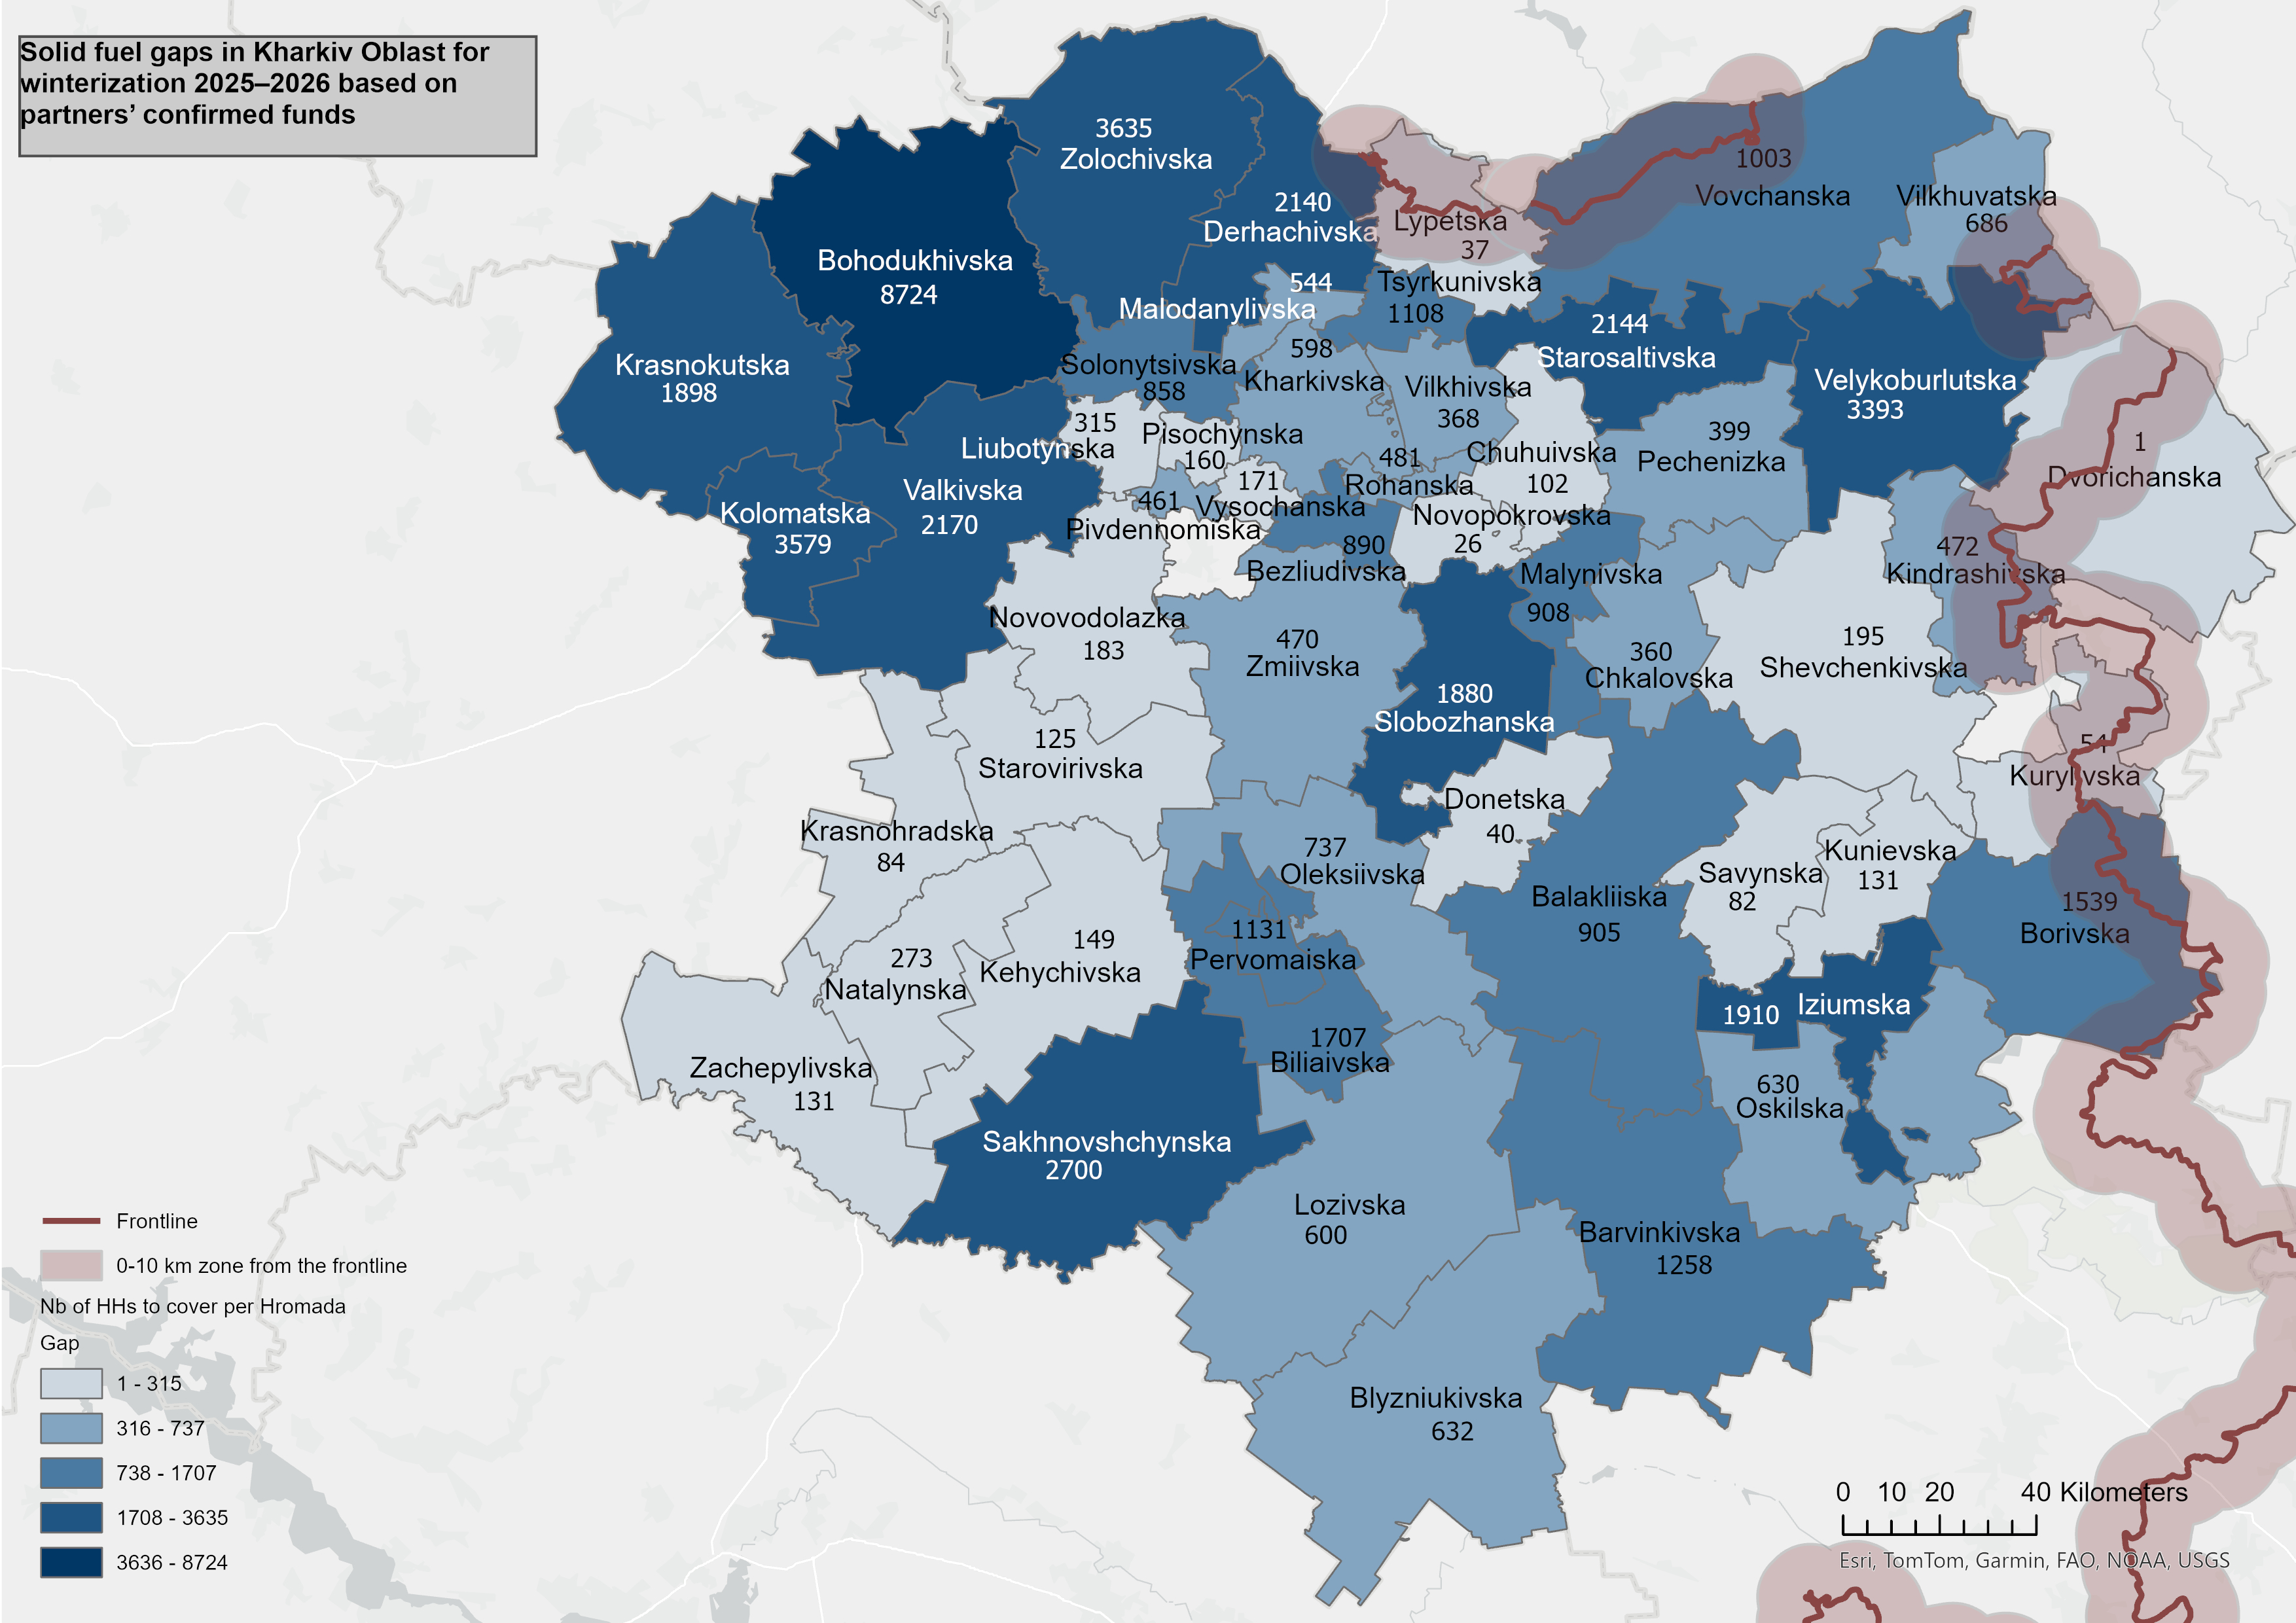 Solid fuel gaps in Kharkiv Oblast for
winterization 2025–2026 based on
partners’ confirmed funds
3635
Zolochivska
1003
Vovchanska
Vilkhuvatska
686
2140
Derhachivska
Lypetska
37
Bohodukhivska
8724
544
Malodanylivska
Tsyrkunivska
1108
2144
Starosaltivska
Krasnokutska
1898
Solonytsivska
858
598
Kharkivska
Vilkhivska
368
Velykoburlutska
3393
315
Liubotynska
Pisochynska
160
481
Rohanska
Chuhuivska
102
399
Pechenizka
1
Dvorichanska
Kolomatska
3579
Valkivska
2170
461
Pivdennomiska
171
Vysochanska
Novopokrovska
26
890
Bezliudivska
Malynivska
908
472
Kindrashivska
Novovodolazka
183
470
Zmiivska
360
Chkalovska
195
Shevchenkivska
1880
Slobozhanska
125
Starovirivska
54
Kurylivska
Donetska
40
Krasnohradska
84
737
Oleksiivska
Kunievska
131
Savynska
82
Balakliiska
905
1539
Borivska
1131
Pervomaiska
273
Natalynska
149
Kehychivska
1910
Iziumska
1707
Biliaivska
Zachepylivska
131
630
Oskilska
Sakhnovshchynska
2700
Lozivska
600
Barvinkivska
1258
Blyzniukivska
632
Frontline
0-10 km zone from the frontline
Nb of HHs to cover per Hromada
Gap
1 - 315
316 - 737
738 - 1707
1708 - 3635
3636 - 8724
0 10 20 40 Kilometers
Esri, TomTom, Garmin, FAO, NOAA, USGS